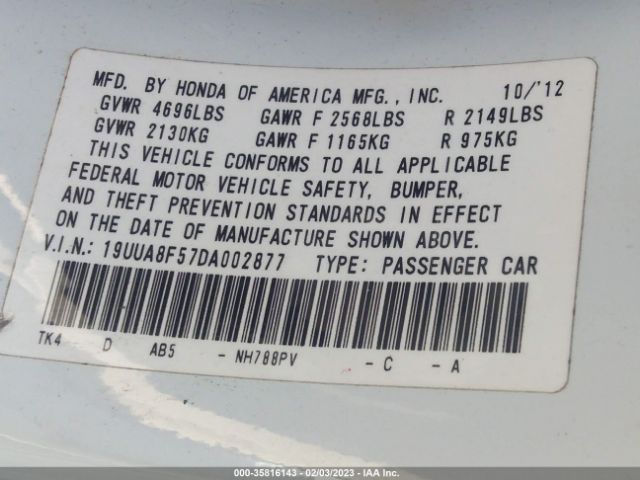 MFD. BY HONDA OF AMERICA MFG., INC. 10/'12
GVWR 4696LBS GAWR F 2568LBS R 2149LBS
GVWR 2130KG GAWR F 1165KG R 975KG
THIS VEHICLE CONFORMS TO ALL APPLICABLE
FEDERAL MOTOR VEHICLE SAFETY, BUMPER,
AND THEFT PREVENTION STANDARDS IN EFFECT
ON THE DATE OF MANUFACTURE SHOWN ABOVE.
V.I.N.: 19UUA8F57DA002877 TYPE: PASSENGER CAR
TK4 D AB5 - NH788PV - C - A
000-35816143 - 02/03/2023 - IAA Inc.